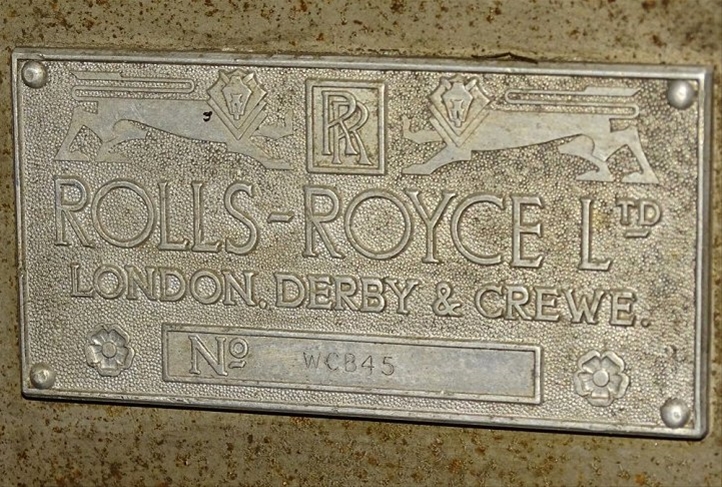 RR
ROLLS-ROYCE LTD
LONDON, DERBY & CREWE.
No WCB45